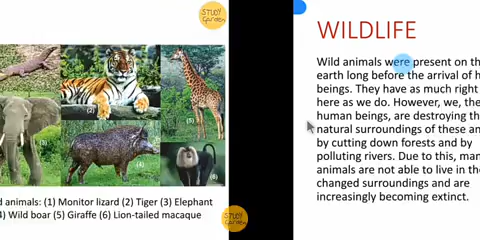 STUDY
Garden
WILDLIFE
Wild animals were present on th
earth long before the arrival of h
beings. They have as much right
here as we do. However, we, the
human beings, are destroying the
natural surroundings of these an
by cutting down forests and by
polluting rivers. Due to this, man
animals are not able to live in the
changed surroundings and are
increasingly becoming extinct.
(2)
(5)
(6)
d animals: (1) Monitor lizard (2) Tiger (3) Elephant
4) Wild boar (5) Giraffe (6) Lion-tailed macaque
STUDY
Garden